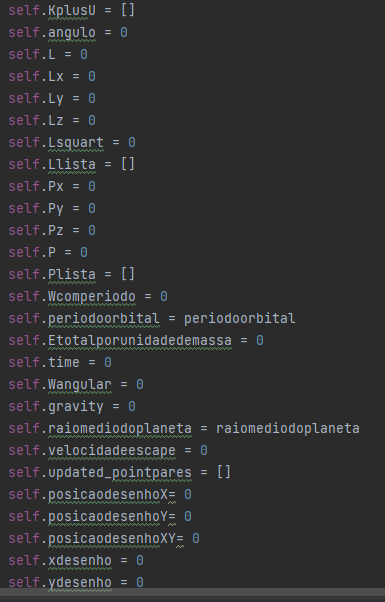 self.KplusU = []
self.angulo = 0
self.L = 0
self.Lx = 0
self.Ly = 0
self.Lz = 0
self.Lsquart = 0
self.Llista = []
self.Px = 0
self.Py = 0
self.Pz = 0
self.P = 0
self.Plista = []
self.Wcomperiodo = 0
self.periodoorbital = periodoorbital
self.Etotalporunidadedemassa = 0
self.time = 0
self.Wangular = 0
self.gravity = 0
self.raiomediodoplaneta = raiomediodoplaneta
self.velocidadeescape = 0
self.updated_pointpares = []
self.posicaodesenhoX= 0
self.posicaodesenhoY= 0
self.posicaodesenhoXY= 0
self.xdesenho = 0
self.ydesenho = 0